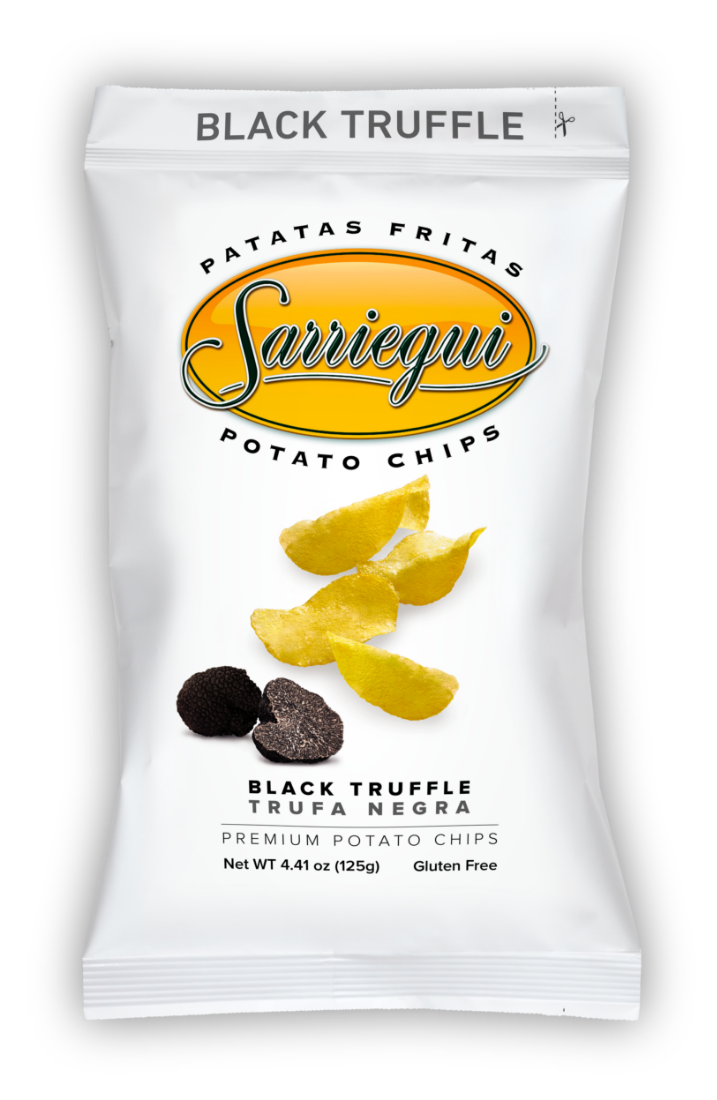 BLACK TRUFFLE
PATATAS FRITAS
Sarriegui
POTATO CHIPS
BLACK TRUFFLE
TRUFA NEGRA
PREMIUM POTATO CHIPS
Net WT 4.41 oz (125g) Gluten Free